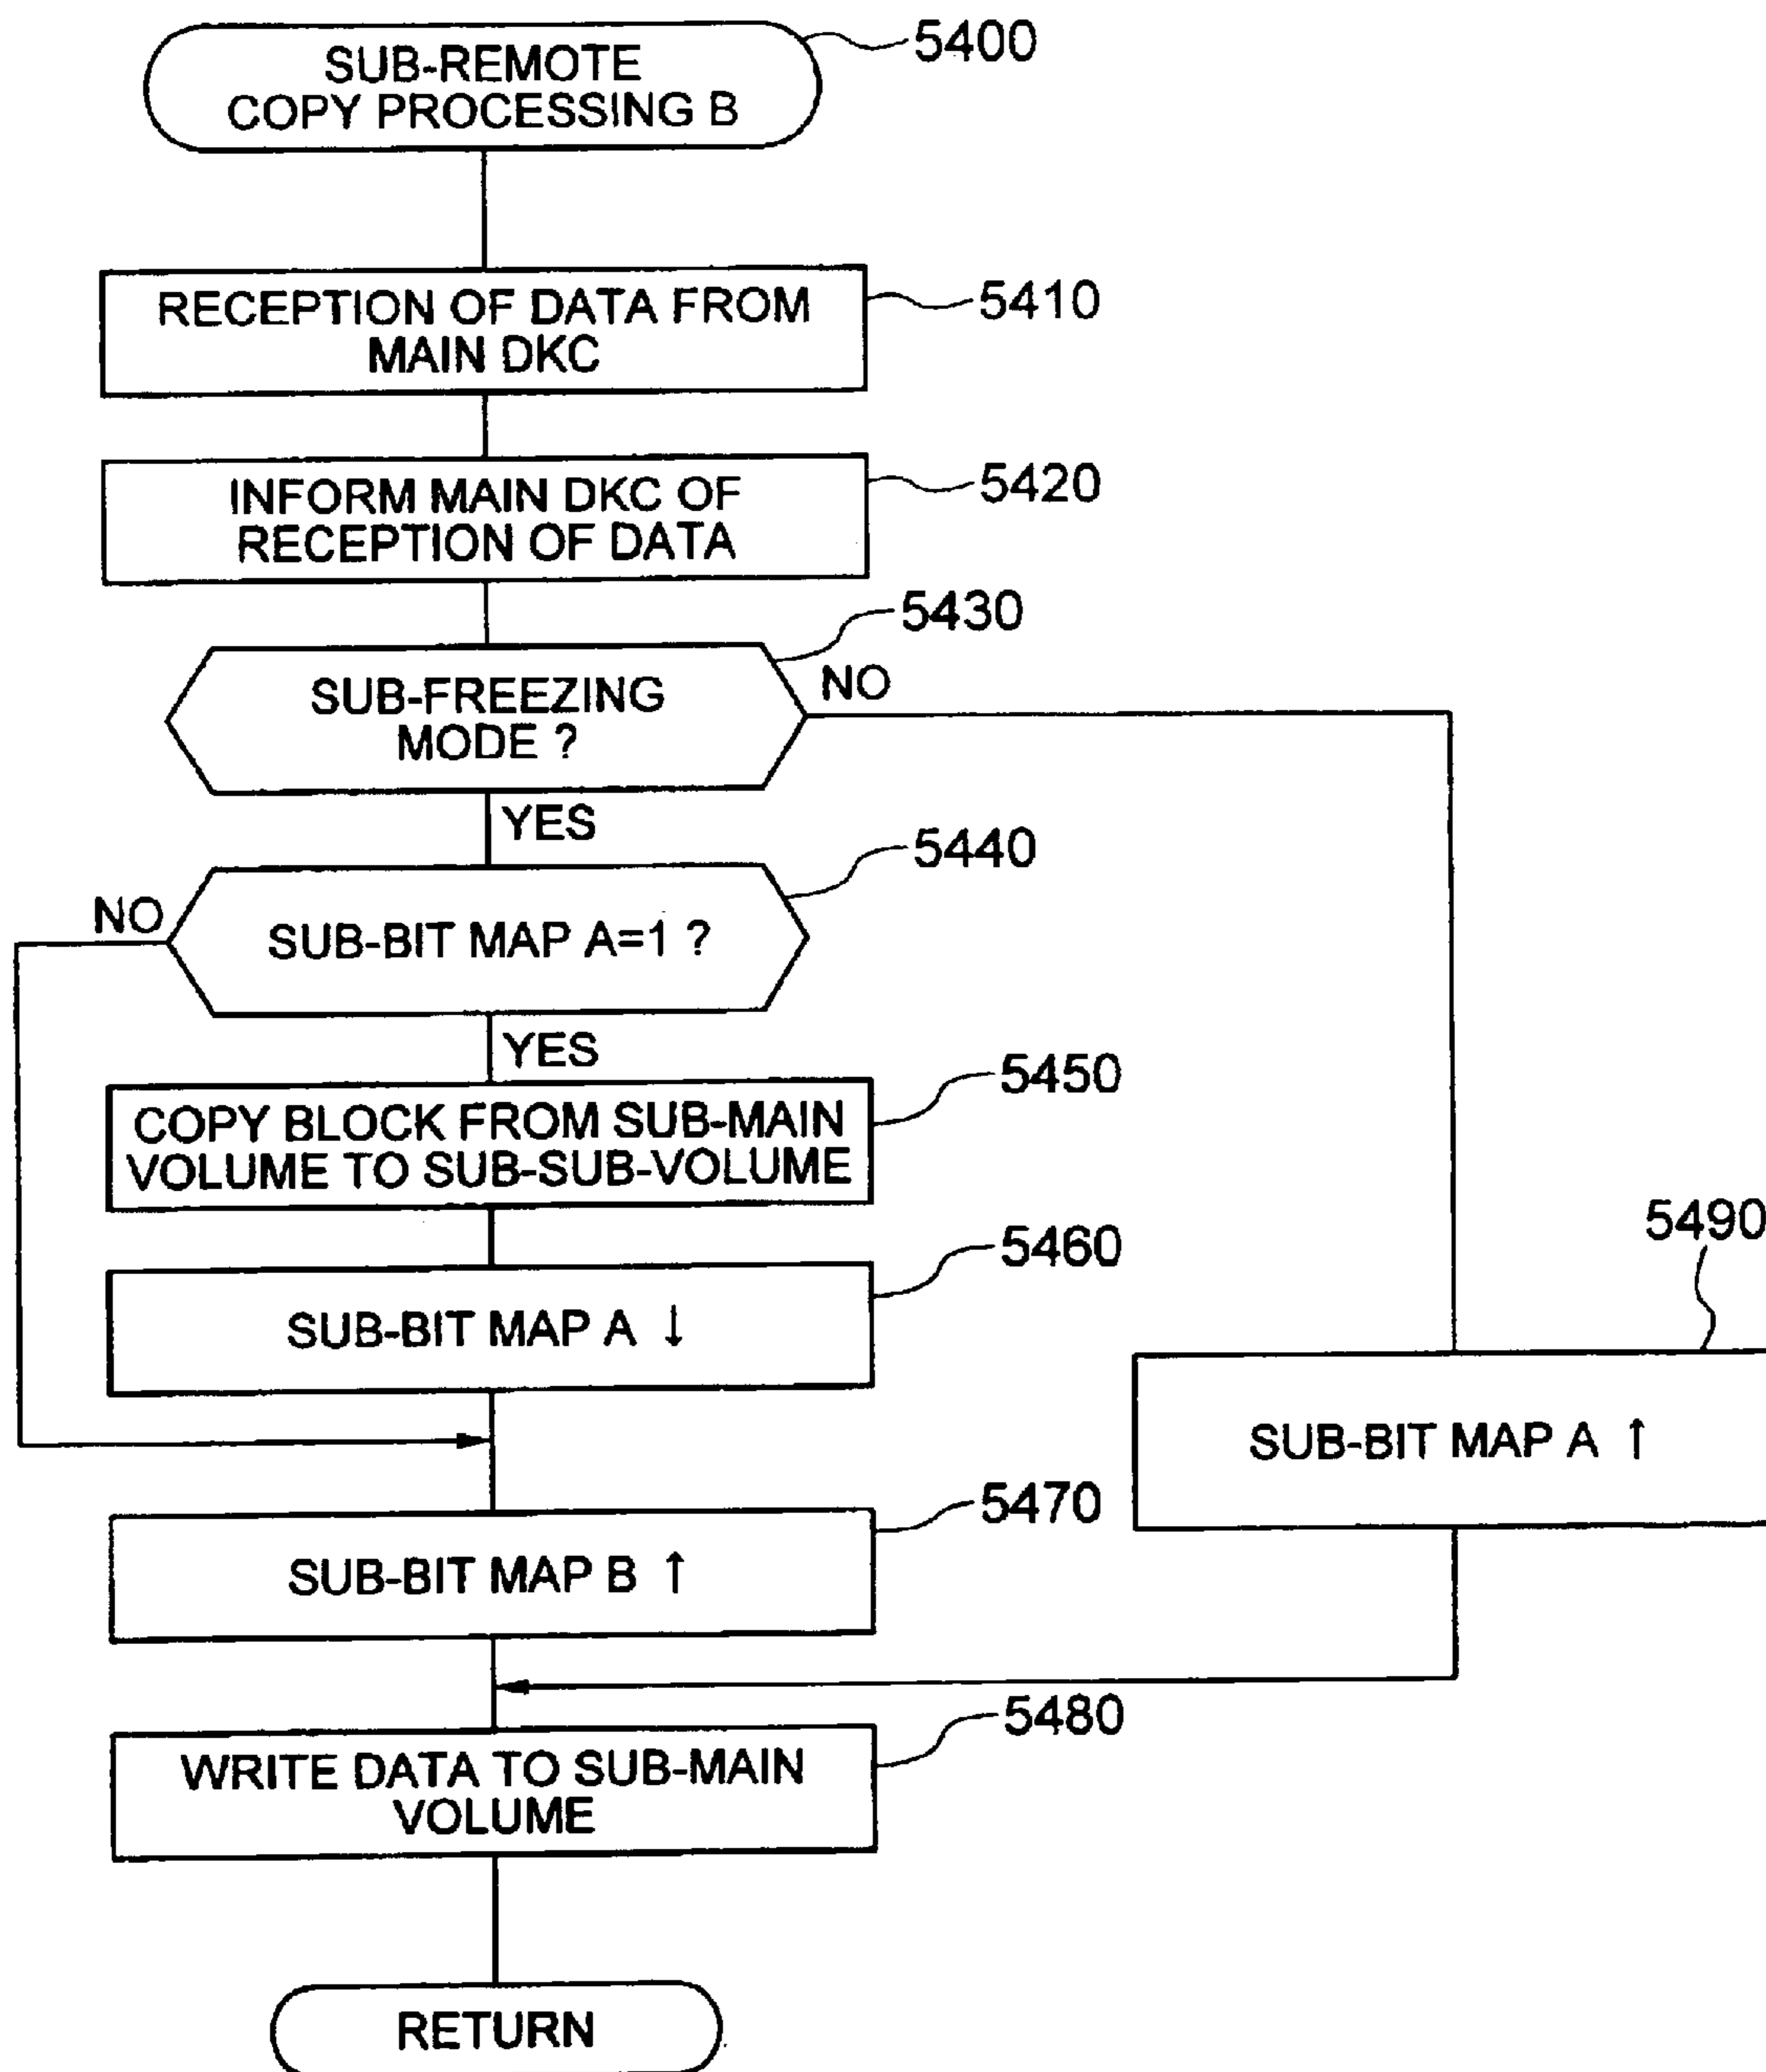 SUB-REMOTE
COPY PROCESSING B
5400
RECEPTION OF DATA FROM
MAIN DKC
5410
INFORM MAIN DKC OF
RECEPTION OF DATA
5420
5430
SUB-FREEZING
MODE ?
NO
YES
5440
NO
SUB-BIT MAP A=1 ?
YES
5450
COPY BLOCK FROM SUB-MAIN
VOLUME TO SUB-SUB-VOLUME
5460
SUB-BIT MAP A ↓
5490
SUB-BIT MAP A ↑
5470
SUB-BIT MAP B ↑
5480
WRITE DATA TO SUB-MAIN
VOLUME
RETURN